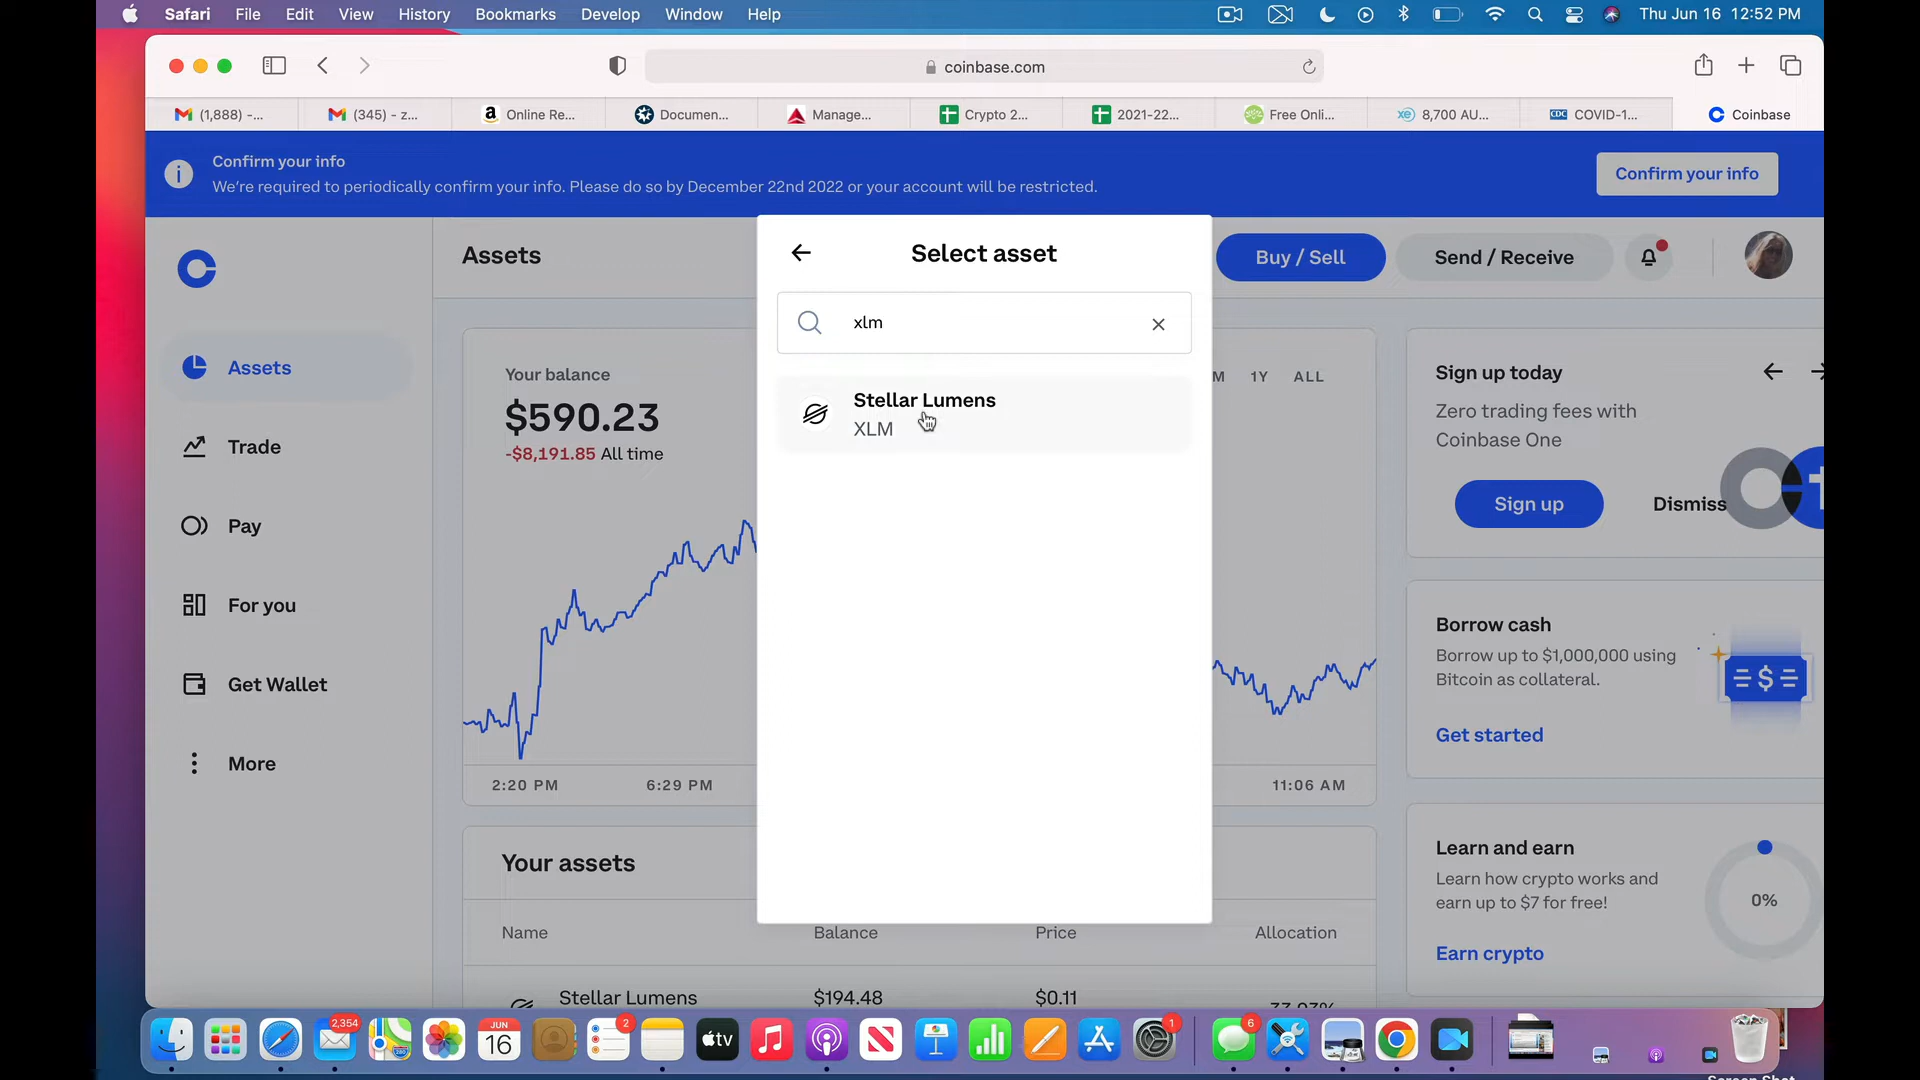 Safari File Edit View History Bookmarks Develop Window Help Thu Jun 16 12:52 PM
coinbase.com
(1,888) -... (345) - z... Online Re... Documen... Manage... Crypto 2... 2021-22... Free Onli... 8,700 AU... COVID-1... Coinbase
Confirm your info
We're required to periodically confirm your info. Please do so by December 22nd 2022 or your account will be restricted.
Confirm your info
Assets
Select asset
Buy / Sell
Send / Receive
xlm
Stellar Lumens
XLM
Assets
Trade
Pay
For you
Get Wallet
More
Your balance
$590.23
-$8,191.85 All time
M 1Y ALL
2:20 PM 6:29 PM 11:06 AM
Your assets
Name Balance Price Allocation
Stellar Lumens $194.48 $0.11
Sign up today
Zero trading fees with
Coinbase One
Sign up
Dismiss
Borrow cash
Borrow up to $1,000,000 using
Bitcoin as collateral.
Get started
Learn and earn
Learn how crypto works and
earn up to $7 for free!
0%
Earn crypto
2,354
JUN
16
2
tv
1
6